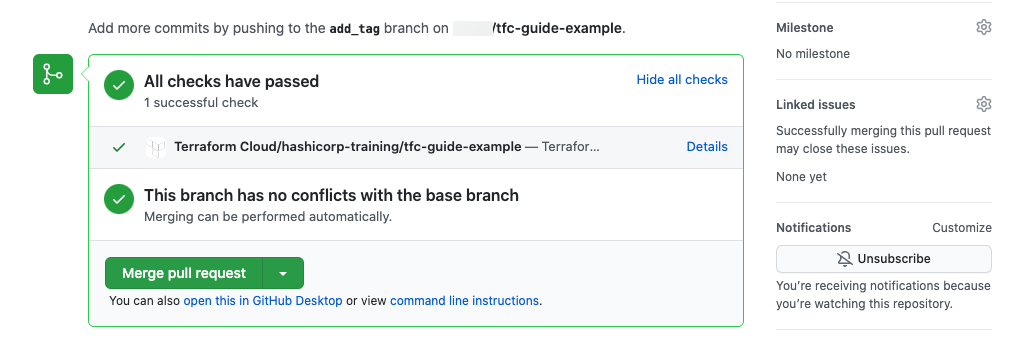 Add more commits by pushing to the add_tag branch on /tfc-guide-example.
All checks have passed
Hide all checks
1 successful check
Terraform Cloud/hashicorp-training/tfc-guide-example — Terrafor...
Details
This branch has no conflicts with the base branch
Merging can be performed automatically.
Merge pull request
You can also open this in GitHub Desktop or view command line instructions.
Milestone
No milestone
Linked issues
Successfully merging this pull request
may close these issues.
None yet
Notifications
Customize
Unsubscribe
You’re receiving notifications because
you’re watching this repository.